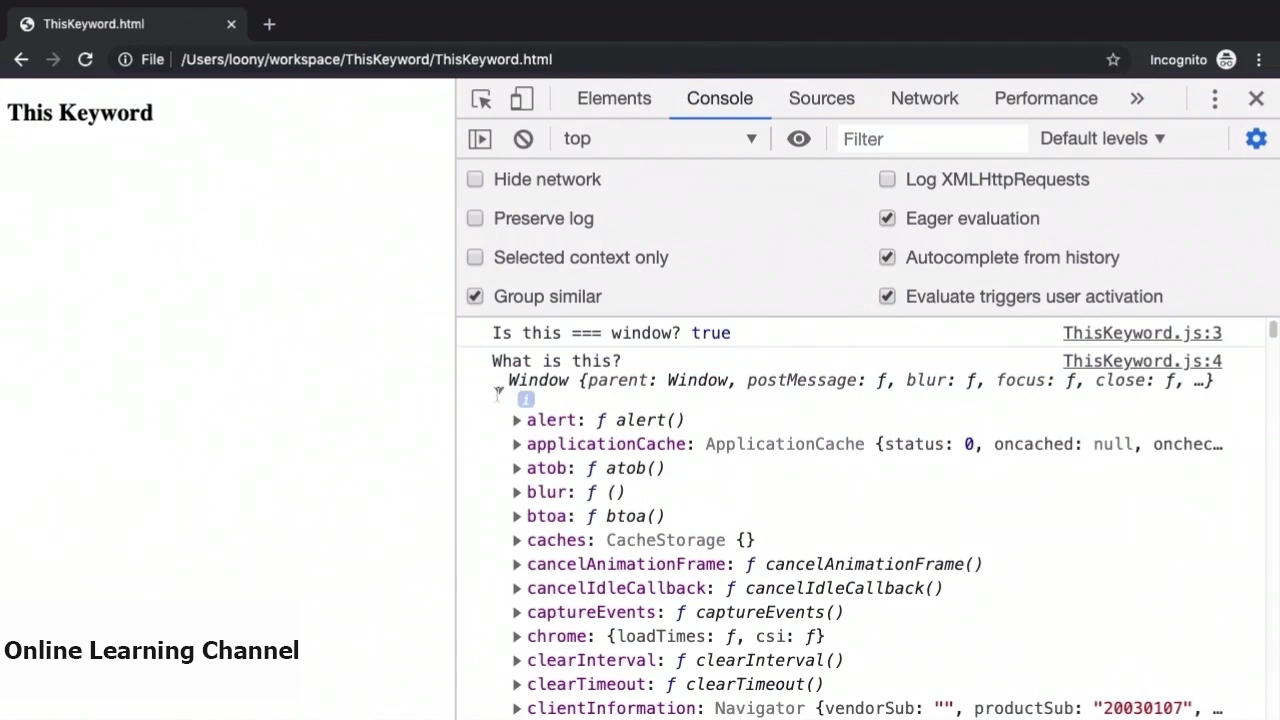 ThisKeyword.html
File /Users/loony/workspace/ThisKeyword/ThisKeyword.html Incognito
This Keyword
Elements Console Sources Network Performance
top Filter Default levels
Hide network Log XMLHttpRequests
Preserve log Eager evaluation
Selected context only Autocomplete from history
Group similar Evaluate triggers user activation
Is this === window? true ThisKeyword.js:3
What is this? ThisKeyword.js:4
Window {parent: Window, postMessage: ƒ, blur: ƒ, focus: ƒ, close: ƒ, …}
i
alert: ƒ alert()
applicationCache: ApplicationCache {status: 0, oncached: null, onchec…
atob: ƒ atob()
blur: ƒ ()
btoa: ƒ btoa()
caches: CacheStorage {}
cancelAnimationFrame: ƒ cancelAnimationFrame()
cancelIdleCallback: ƒ cancelIdleCallback()
captureEvents: ƒ captureEvents()
chrome: {loadTimes: ƒ, csi: ƒ}
clearInterval: ƒ clearInterval()
clearTimeout: ƒ clearTimeout()
clientInformation: Navigator {vendorSub: "", productSub: "20030107", …
Online Learning Channel